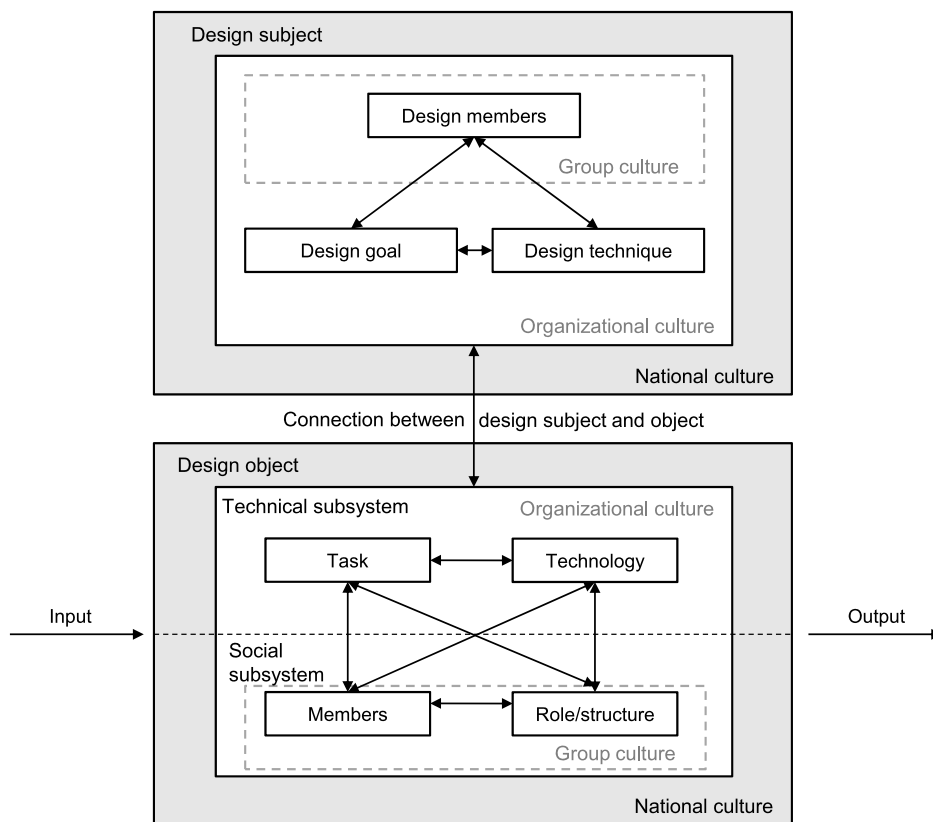 Design subject
Design members
Group culture
Design goal
Design technique
Organizational culture
National culture
Connection between design subject and object
Design object
Technical subsystem
Organizational culture
Task
Technology
Input
Output
Social
subsystem
Members
Role/structure
Group culture
National culture